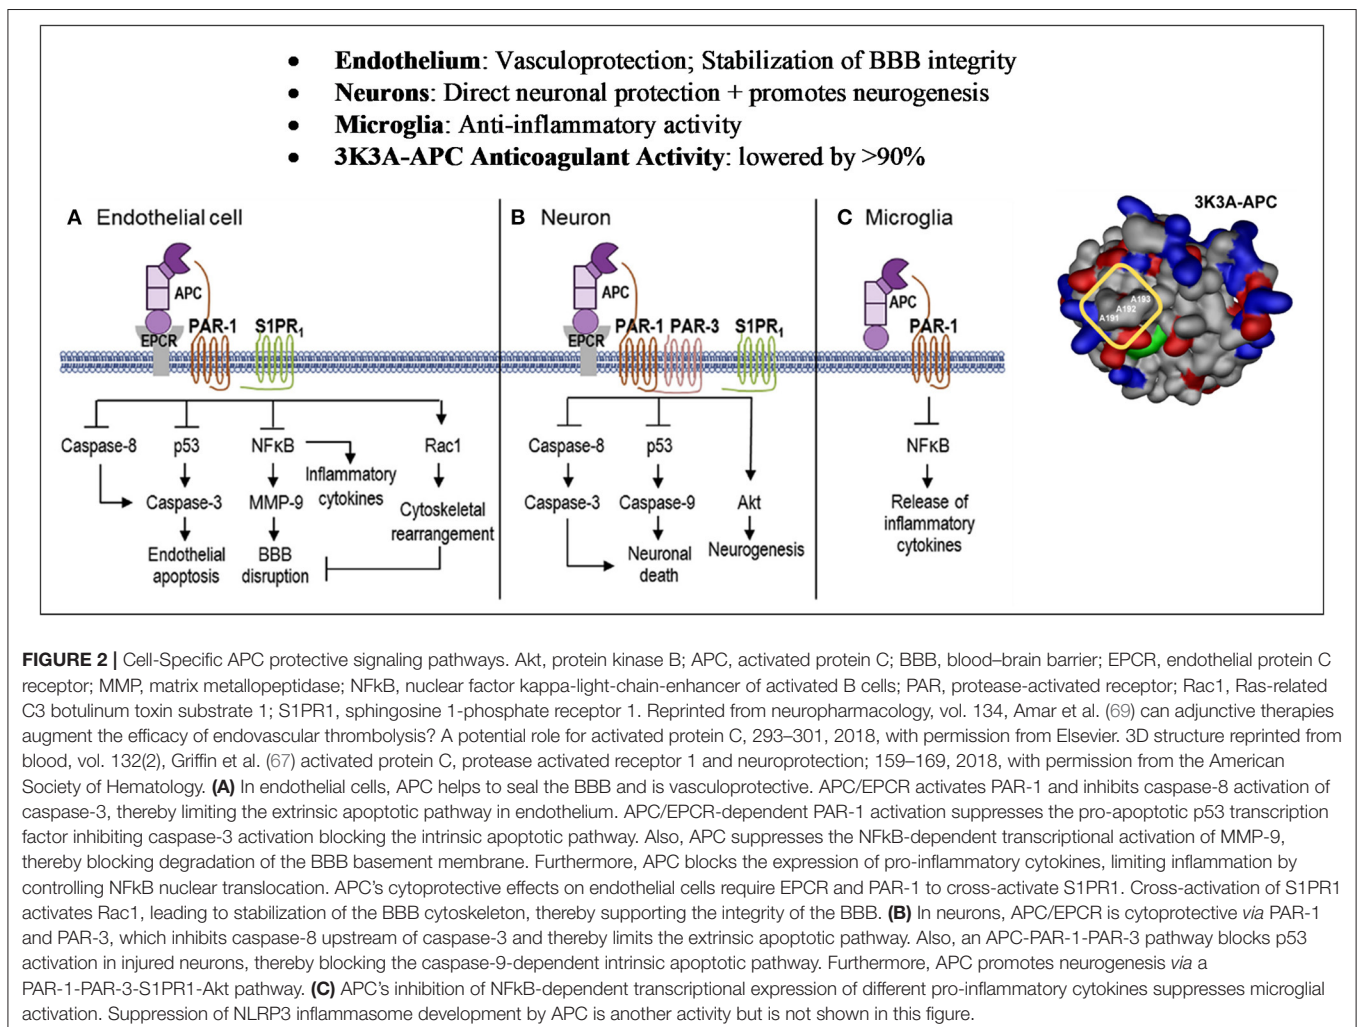 • Endothelium: Vasculoprotection; Stabilization of BBB integrity
• Neurons: Direct neuronal protection + promotes neurogenesis
• Microglia: Anti-inflammatory activity
• 3K3A-APC Anticoagulant Activity: lowered by >90%
A Endothelial cell
APC
EPCR
PAR-1
S1PR1
Caspase-8
p53
NFκB
Rac1
Inflammatory
cytokines
Caspase-3
MMP-9
Cytoskeletal
rearrangement
Endothelial
apoptosis
BBB
disruption
B Neuron
APC
EPCR
PAR-1
PAR-3
S1PR1
Caspase-8
p53
Caspase-3
Caspase-9
Akt
Neuronal
death
Neurogenesis
C Microglia
APC
PAR-1
NFκB
Release of
inflammatory
cytokines
3K3A-APC
A193
A192
A191
FIGURE 2 | Cell-Specific APC protective signaling pathways. Akt, protein kinase B; APC, activated protein C; BBB, blood–brain barrier; EPCR, endothelial protein C
receptor; MMP, matrix metallopeptidase; NFkB, nuclear factor kappa-light-chain-enhancer of activated B cells; PAR, protease-activated receptor; Rac1, Ras-related
C3 botulinum toxin substrate 1; S1PR1, sphingosine 1-phosphate receptor 1. Reprinted from neuropharmacology, vol. 134, Amar et al. (69) can adjunctive therapies
augment the efficacy of endovascular thrombolysis? A potential role for activated protein C, 293–301, 2018, with permission from Elsevier. 3D structure reprinted from
blood, vol. 132(2), Griffin et al. (67) activated protein C, protease activated receptor 1 and neuroprotection; 159–169, 2018, with permission from the American
Society of Hematology. (A) In endothelial cells, APC helps to seal the BBB and is vasculoprotective. APC/EPCR activates PAR-1 and inhibits caspase-8 activation of
caspase-3, thereby limiting the extrinsic apoptotic pathway in endothelium. APC/EPCR-dependent PAR-1 activation suppresses the pro-apoptotic p53 transcription
factor inhibiting caspase-3 activation blocking the intrinsic apoptotic pathway. Also, APC suppresses the NFkB-dependent transcriptional activation of MMP-9,
thereby blocking degradation of the BBB basement membrane. Furthermore, APC blocks the expression of pro-inflammatory cytokines, limiting inflammation by
controlling NFkB nuclear translocation. APC's cytoprotective effects on endothelial cells require EPCR and PAR-1 to cross-activate S1PR1. Cross-activation of S1PR1
activates Rac1, leading to stabilization of the BBB cytoskeleton, thereby supporting the integrity of the BBB. (B) In neurons, APC/EPCR is cytoprotective via PAR-1
and PAR-3, which inhibits caspase-8 upstream of caspase-3 and thereby limits the extrinsic apoptotic pathway. Also, an APC-PAR-1-PAR-3 pathway blocks p53
activation in injured neurons, thereby blocking the caspase-9-dependent intrinsic apoptotic pathway. Furthermore, APC promotes neurogenesis via a
PAR-1-PAR-3-S1PR1-Akt pathway. (C) APC's inhibition of NFkB-dependent transcriptional expression of different pro-inflammatory cytokines suppresses microglial
activation. Suppression of NLRP3 inflammasome development by APC is another activity but is not shown in this figure.